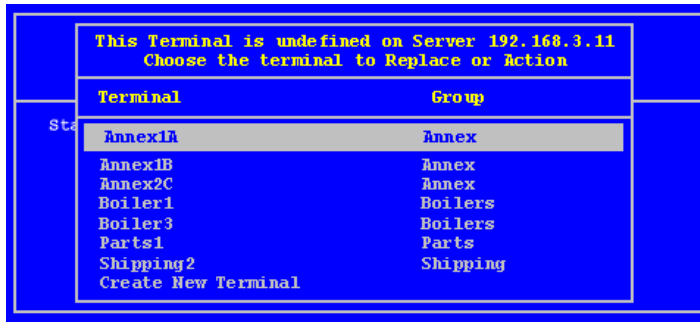 This Terminal is undefined on Server 192.168.3.11
Choose the terminal to Replace or Action
Terminal Group
Sta
Annex1A Annex
Annex1B Annex
Annex2C Annex
Boiler1 Boilers
Boiler3 Boilers
Parts1 Parts
Shipping2 Shipping
Create New Terminal